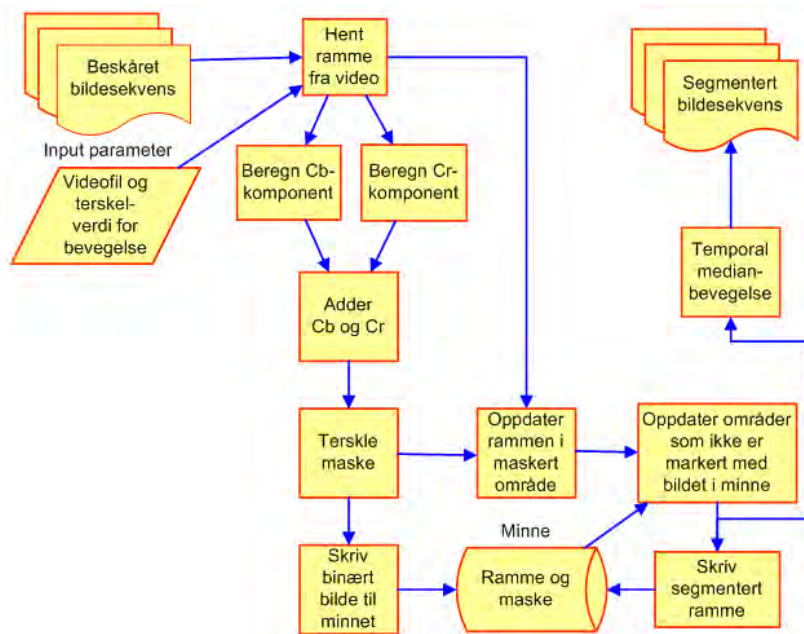 Beskåret
bildesekvens
Hent
ramme
fra video
Segmentert
bildesekvens
Input parameter
Videofil og
terskel-
verdi for
bevegelse
Beregn Cb-
komponent
Beregn Cr-
komponent
Temporal
median-
bevegelse
Adder
Cb og Cr
Terskle
maske
Oppdater
rammen i
maskert
område
Oppdater områder
som ikke er
markert med
bildet i minne
Skriv
binært
bilde til
minnet
Minne
Ramme og
maske
Skriv
segmentert
ramme